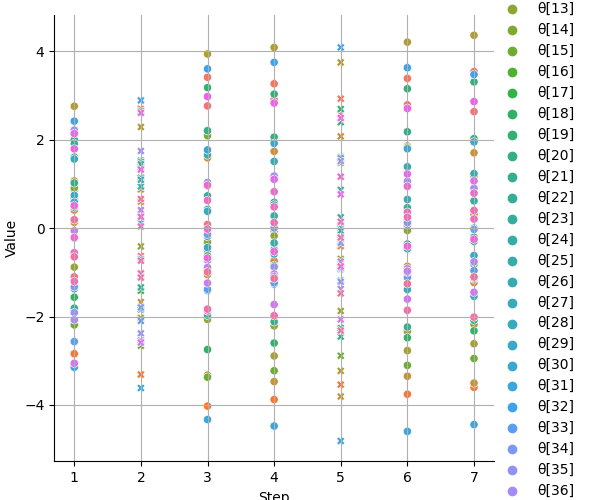 4
2
0
−2
−4
Value
1 2 3 4 5 6 7
Step
θ[13]
θ[14]
θ[15]
θ[16]
θ[17]
θ[18]
θ[19]
θ[20]
θ[21]
θ[22]
θ[23]
θ[24]
θ[25]
θ[26]
θ[27]
θ[28]
θ[29]
θ[30]
θ[31]
θ[32]
θ[33]
θ[34]
θ[35]
θ[36]